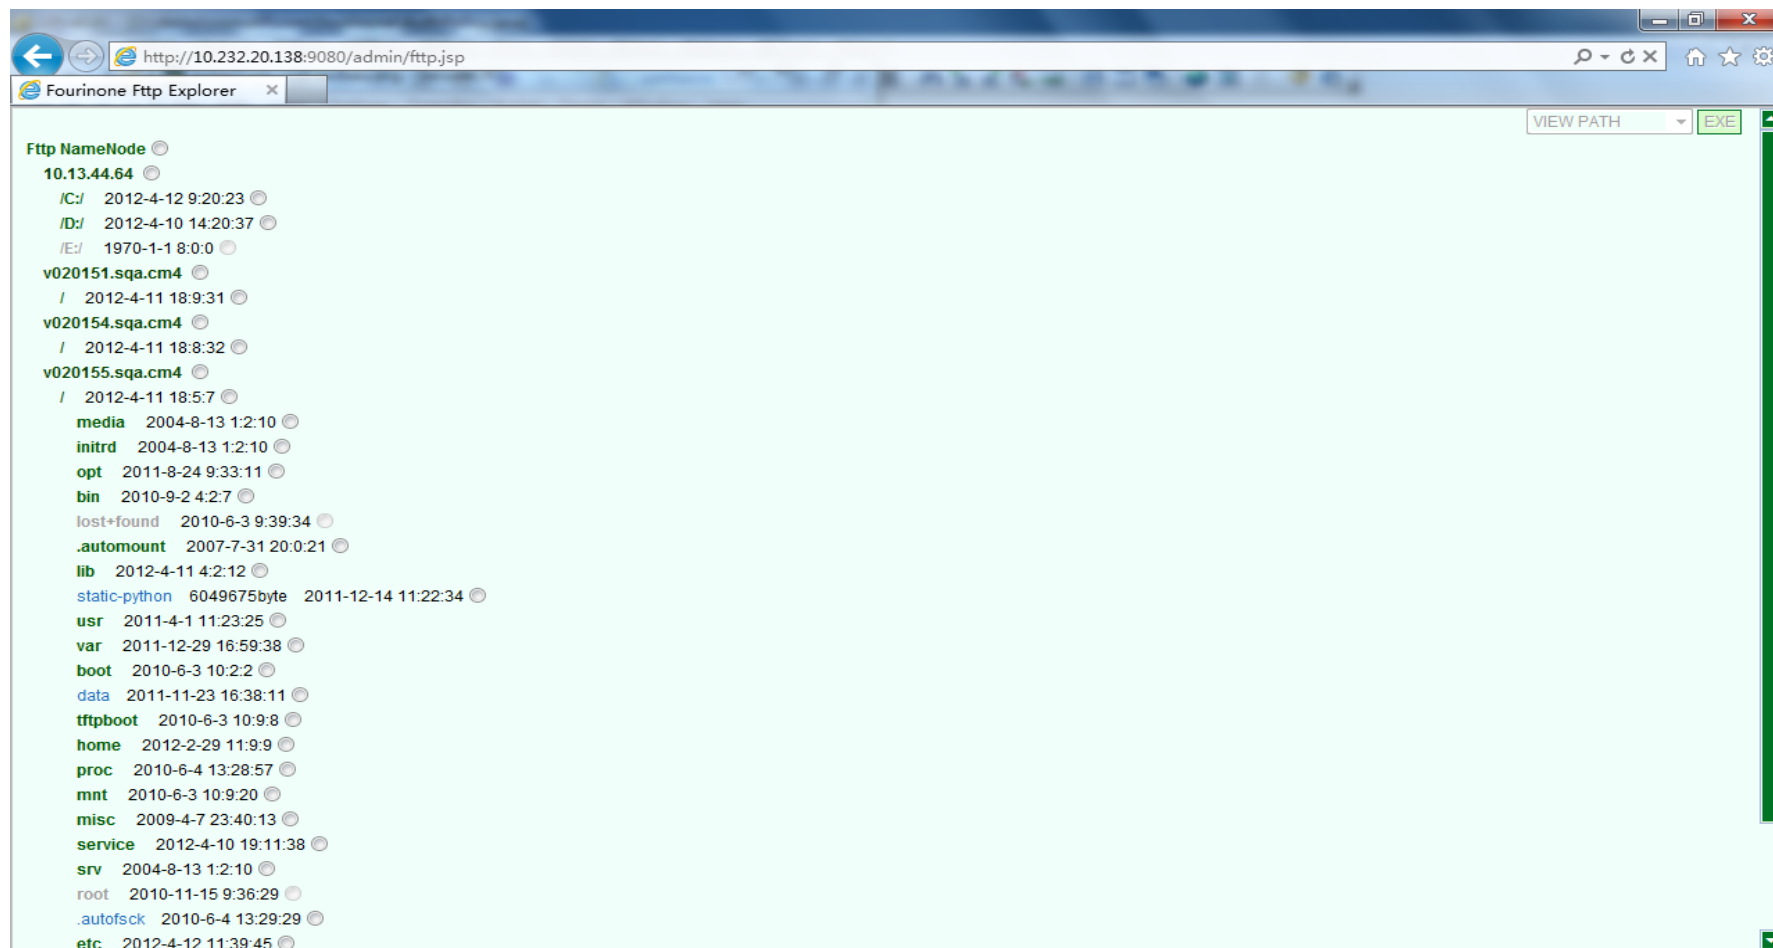 http://10.232.20.138:9080/admin/fttp.jsp
Fourinone Fttp Explorer
VIEW PATH EXE
Fttp NameNode
10.13.44.64
/C:/ 2012-4-12 9:20:23
/D:/ 2012-4-10 14:20:37
/E:/ 1970-1-1 8:0:0
v020151.sqa.cm4
/ 2012-4-11 18:9:31
v020154.sqa.cm4
/ 2012-4-11 18:8:32
v020155.sqa.cm4
/ 2012-4-11 18:5:7
media 2004-8-13 1:2:10
initrd 2004-8-13 1:2:10
opt 2011-8-24 9:33:11
bin 2010-9-2 4:2:7
lost+found 2010-6-3 9:39:34
.automount 2007-7-31 20:0:21
lib 2012-4-11 4:2:12
static-python 6049675byte 2011-12-14 11:22:34
usr 2011-4-1 11:23:25
var 2011-12-29 16:59:38
boot 2010-6-3 10:2:2
data 2011-11-23 16:38:11
tftpboot 2010-6-3 10:9:8
home 2012-2-29 11:9:9
proc 2010-6-4 13:28:57
mnt 2010-6-3 10:9:20
misc 2009-4-7 23:40:13
service 2012-4-10 19:11:38
srv 2004-8-13 1:2:10
root 2010-11-15 9:36:29
.autofsck 2010-6-4 13:29:29
etc 2012-4-12 11:39:45